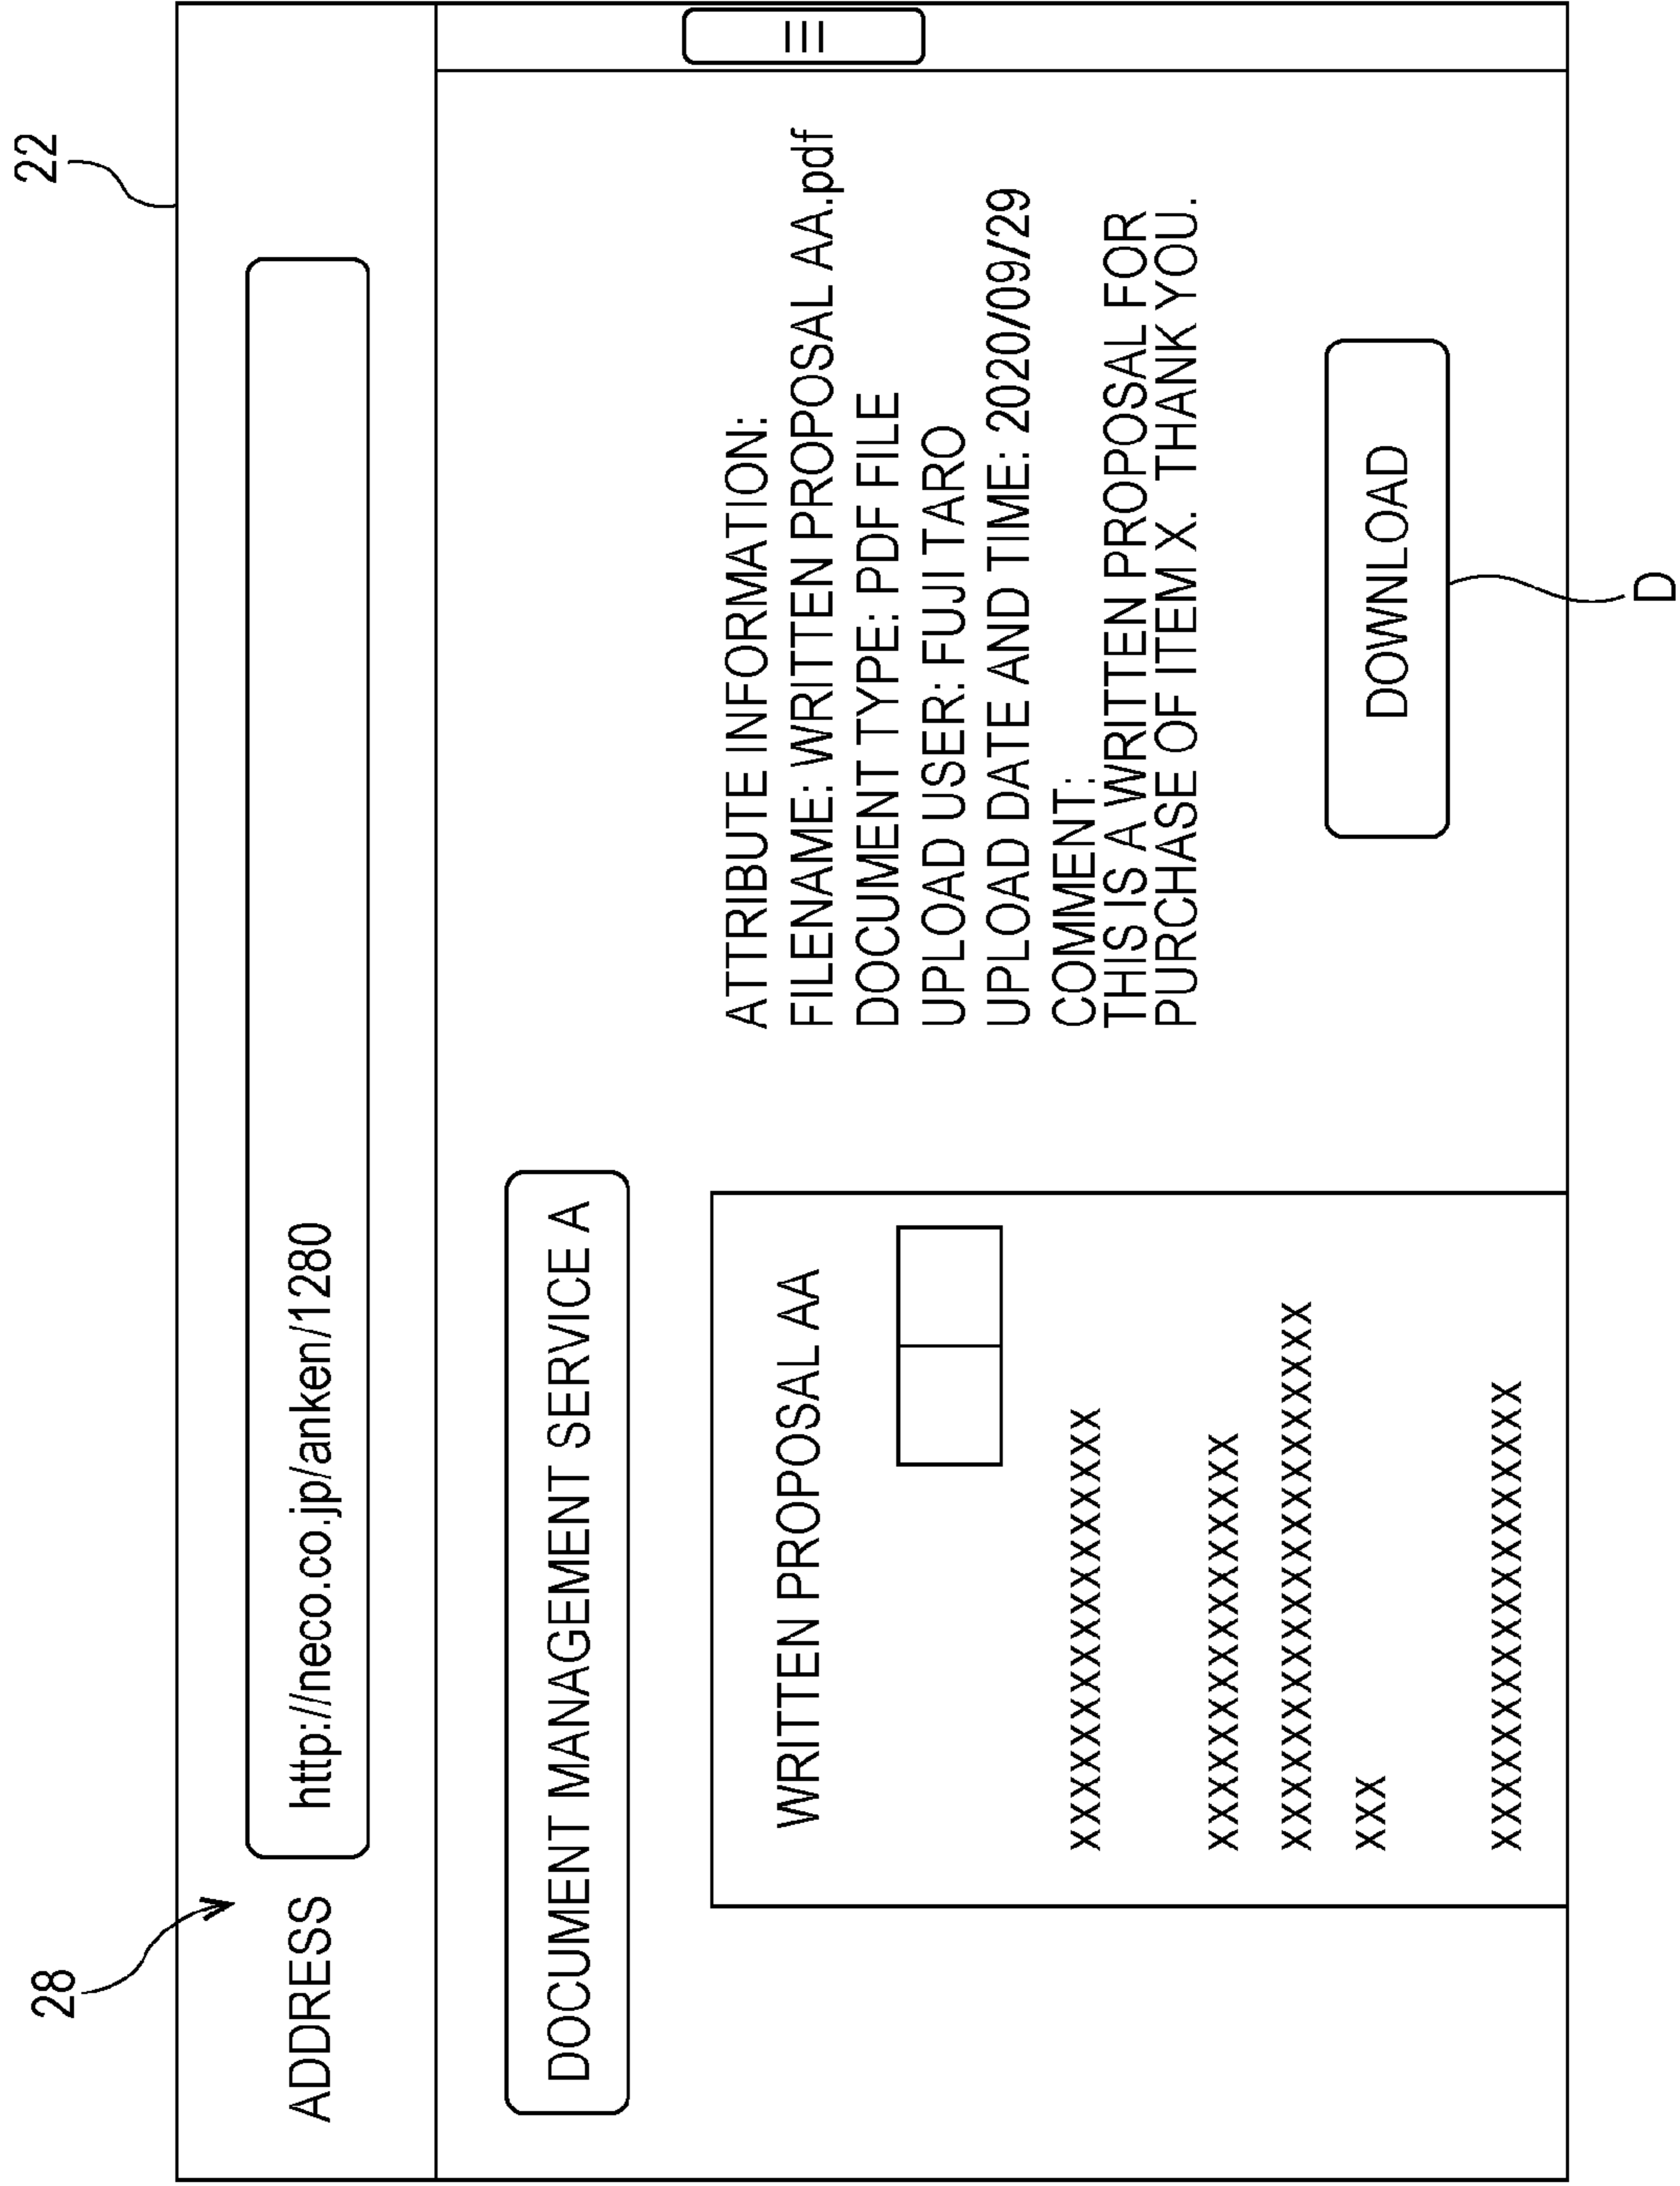 28
22
ADDRESS
http://neco.co.jp/anken/1280
DOCUMENT MANAGEMENT SERVICE A
WRITTEN PROPOSAL AA
xxxxxxxxxxxxxxxxx
xxxxxxxxxxxxxxxx
xxxxxxxxxxxxxxxxxxxxx
xxx
xxxxxxxxxxxxxxxxxx
ATTRIBUTE INFORMATION:
FILENAME: WRITTEN PROPOSAL AA.pdf
DOCUMENT TYPE: PDF FILE
UPLOAD USER: FUJI TARO
UPLOAD DATE AND TIME: 2020/09/29
COMMENT:
THIS IS A WRITTEN PROPOSAL FOR
PURCHASE OF ITEM X. THANK YOU.
DOWNLOAD
D